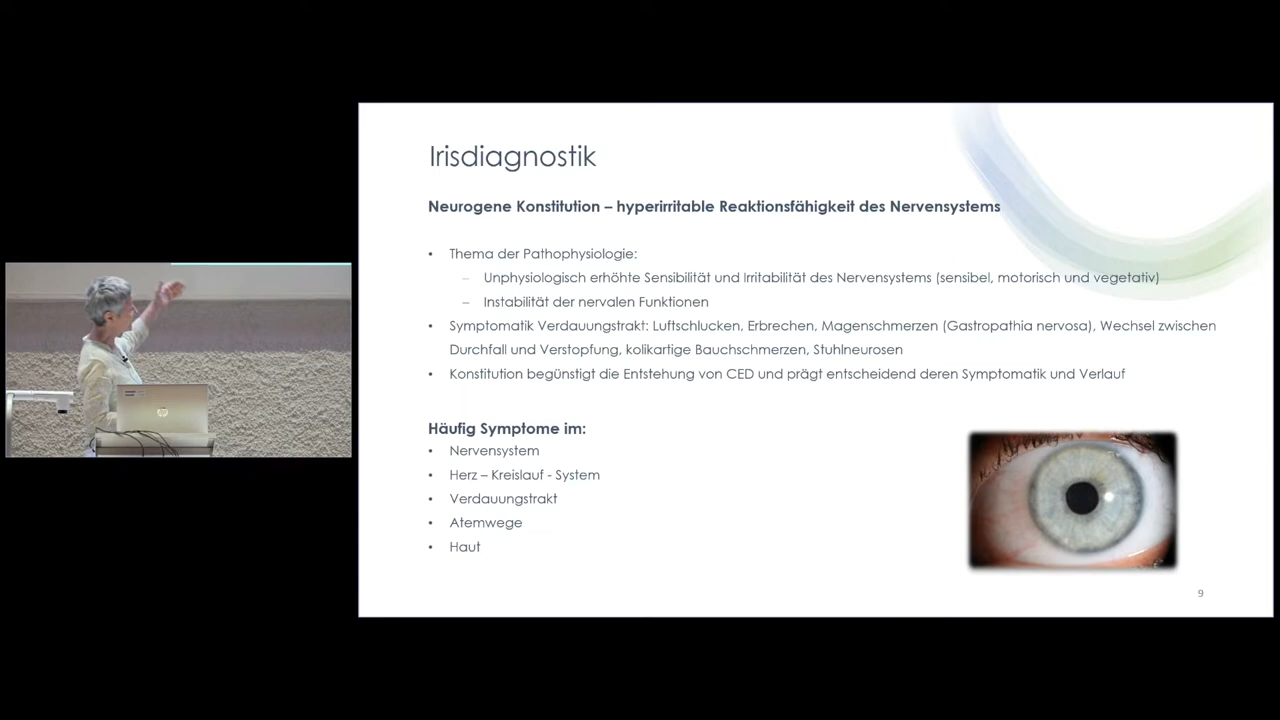 Irisdiagnostik
Neurogene Konstitution – hyperirritable Reaktionsfähigkeit des Nervensystems
• Thema der Pathophysiologie:
– Unphysiologisch erhöhte Sensibilität und Irritabilität des Nervensystems (sensibel, motorisch und vegetativ)
– Instabilität der nervalen Funktionen
• Symptomatik Verdauungstrakt: Luftschlucken, Erbrechen, Magenschmerzen (Gastropathia nervosa), Wechsel zwischen
Durchfall und Verstopfung, kolikartige Bauchschmerzen, Stuhlneurosen
• Konstitution begünstigt die Entstehung von CED und prägt entscheidend deren Symptomatik und Verlauf
Häufig Symptome im:
• Nervensystem
• Herz – Kreislauf - System
• Verdauungstrakt
• Atemwege
• Haut
9
hp